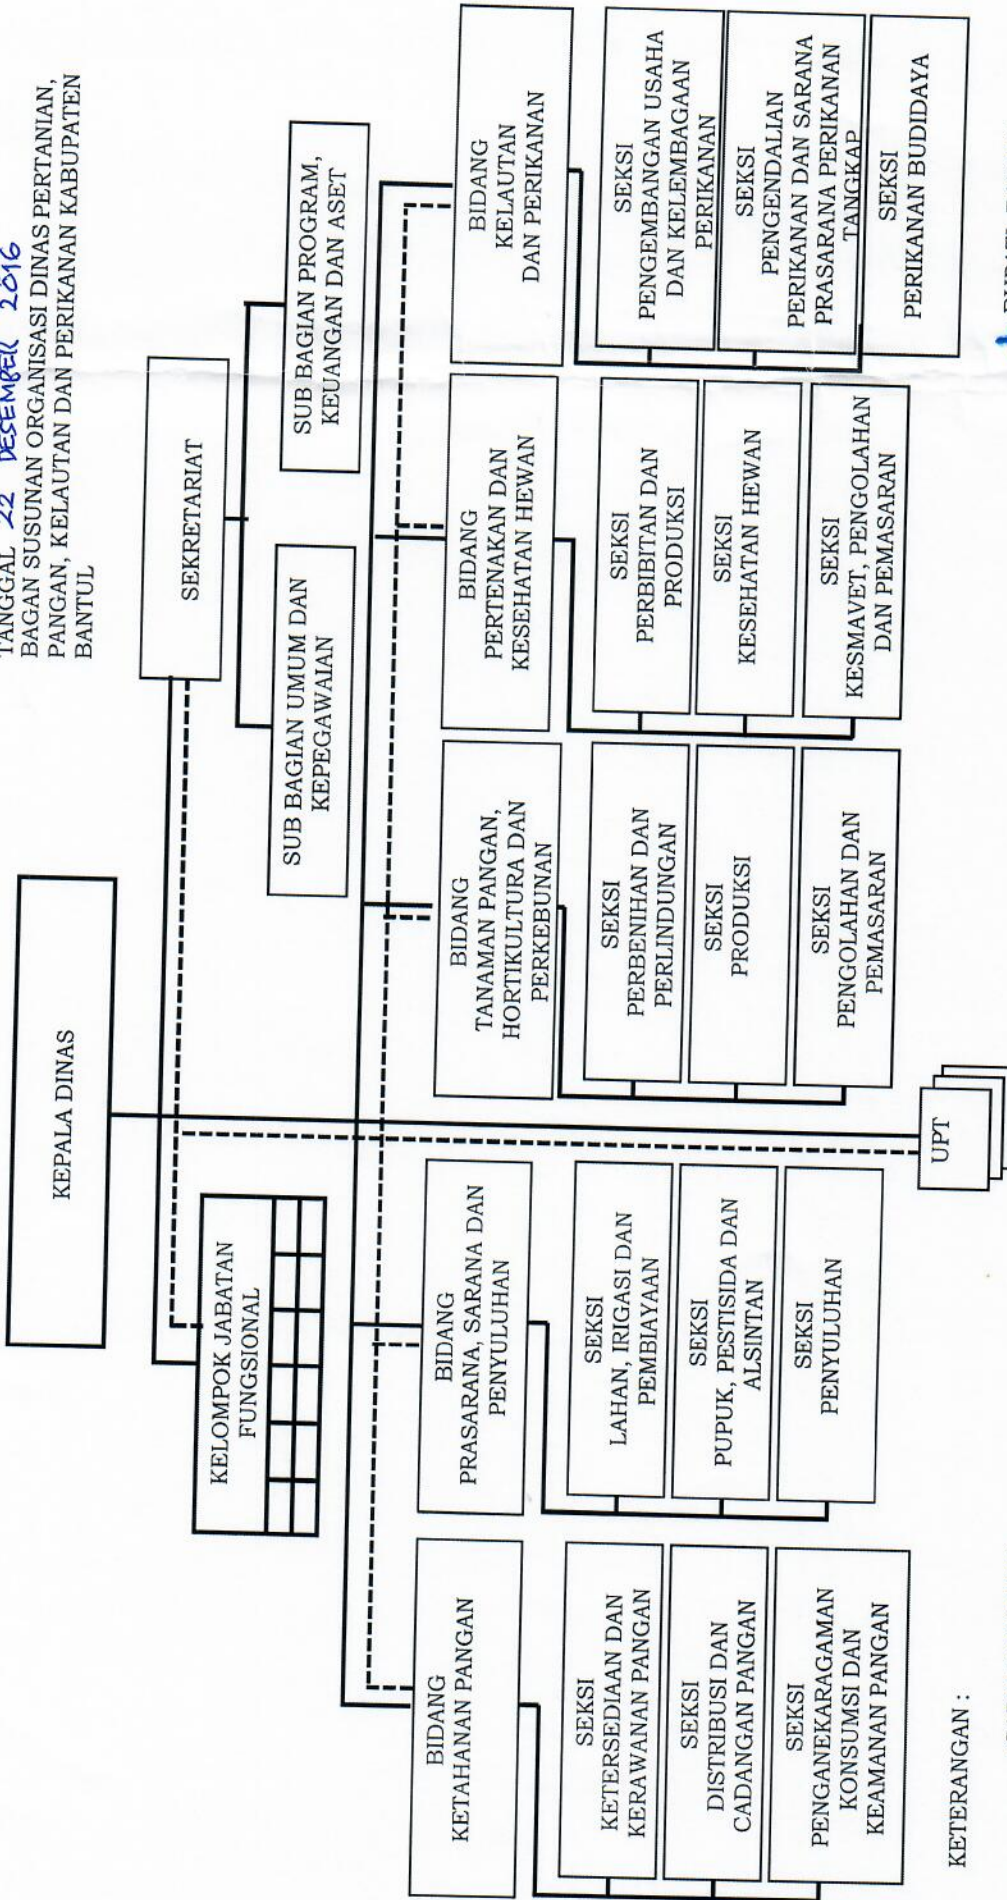 TANGGAL 22 DESEMBER 2016
BAGAN SUSUNAN ORGANISASI DINAS PERTANIAN,
PANGAN, KELAUTAN DAN PERIKANAN KABUPATEN
BANTUL
KEPALA DINAS
SEKRETARIAT
KELOMPOK JABATAN
FUNGSIONAL
SUB BAGIAN UMUM DAN
KEPEGAWAIAN
SUB BAGIAN PROGRAM,
KEUANGAN DAN ASET
BIDANG
KETAHANAN PANGAN
SEKSI
KETERSEDIAAN DAN
KERAWANAN PANGAN
SEKSI
DISTRIBUSI DAN
CADANGAN PANGAN
SEKSI
PENGANEKARAGAMAN
KONSUMSI DAN
KEAMANAN PANGAN
BIDANG
PRASARANA, SARANA DAN
PENYULUHAN
SEKSI
LAHAN, IRIGASI DAN
PEMBIAYAAN
SEKSI
PUPUK, PESTISIDA DAN
ALSINTAN
SEKSI
PENYULUHAN
BIDANG
TANAMAN PANGAN,
HORTIKULTURA DAN
PERKEBUNAN
SEKSI
PERBENIHAN DAN
PERLINDUNGAN
SEKSI
PRODUKSI
SEKSI
PENGOLAHAN DAN
PEMASARAN
BIDANG
PERTENAKAN DAN
KESEHATAN HEWAN
SEKSI
PERBIBITAN DAN
PRODUKSI
SEKSI
KESEHATAN HEWAN
SEKSI
KESMAVET, PENGOLAHAN
DAN PEMASARAN
BIDANG
KELAUTAN
DAN PERIKANAN
SEKSI
PENGEMBANGAN USAHA
DAN KELEMBAGAAN
PERIKANAN
SEKSI
PENGENDALIAN
PERIKANAN DAN SARANA
PRASARANA PERIKANAN
TANGKAP
SEKSI
PERIKANAN BUDIDAYA
UPT
KETERANGAN :